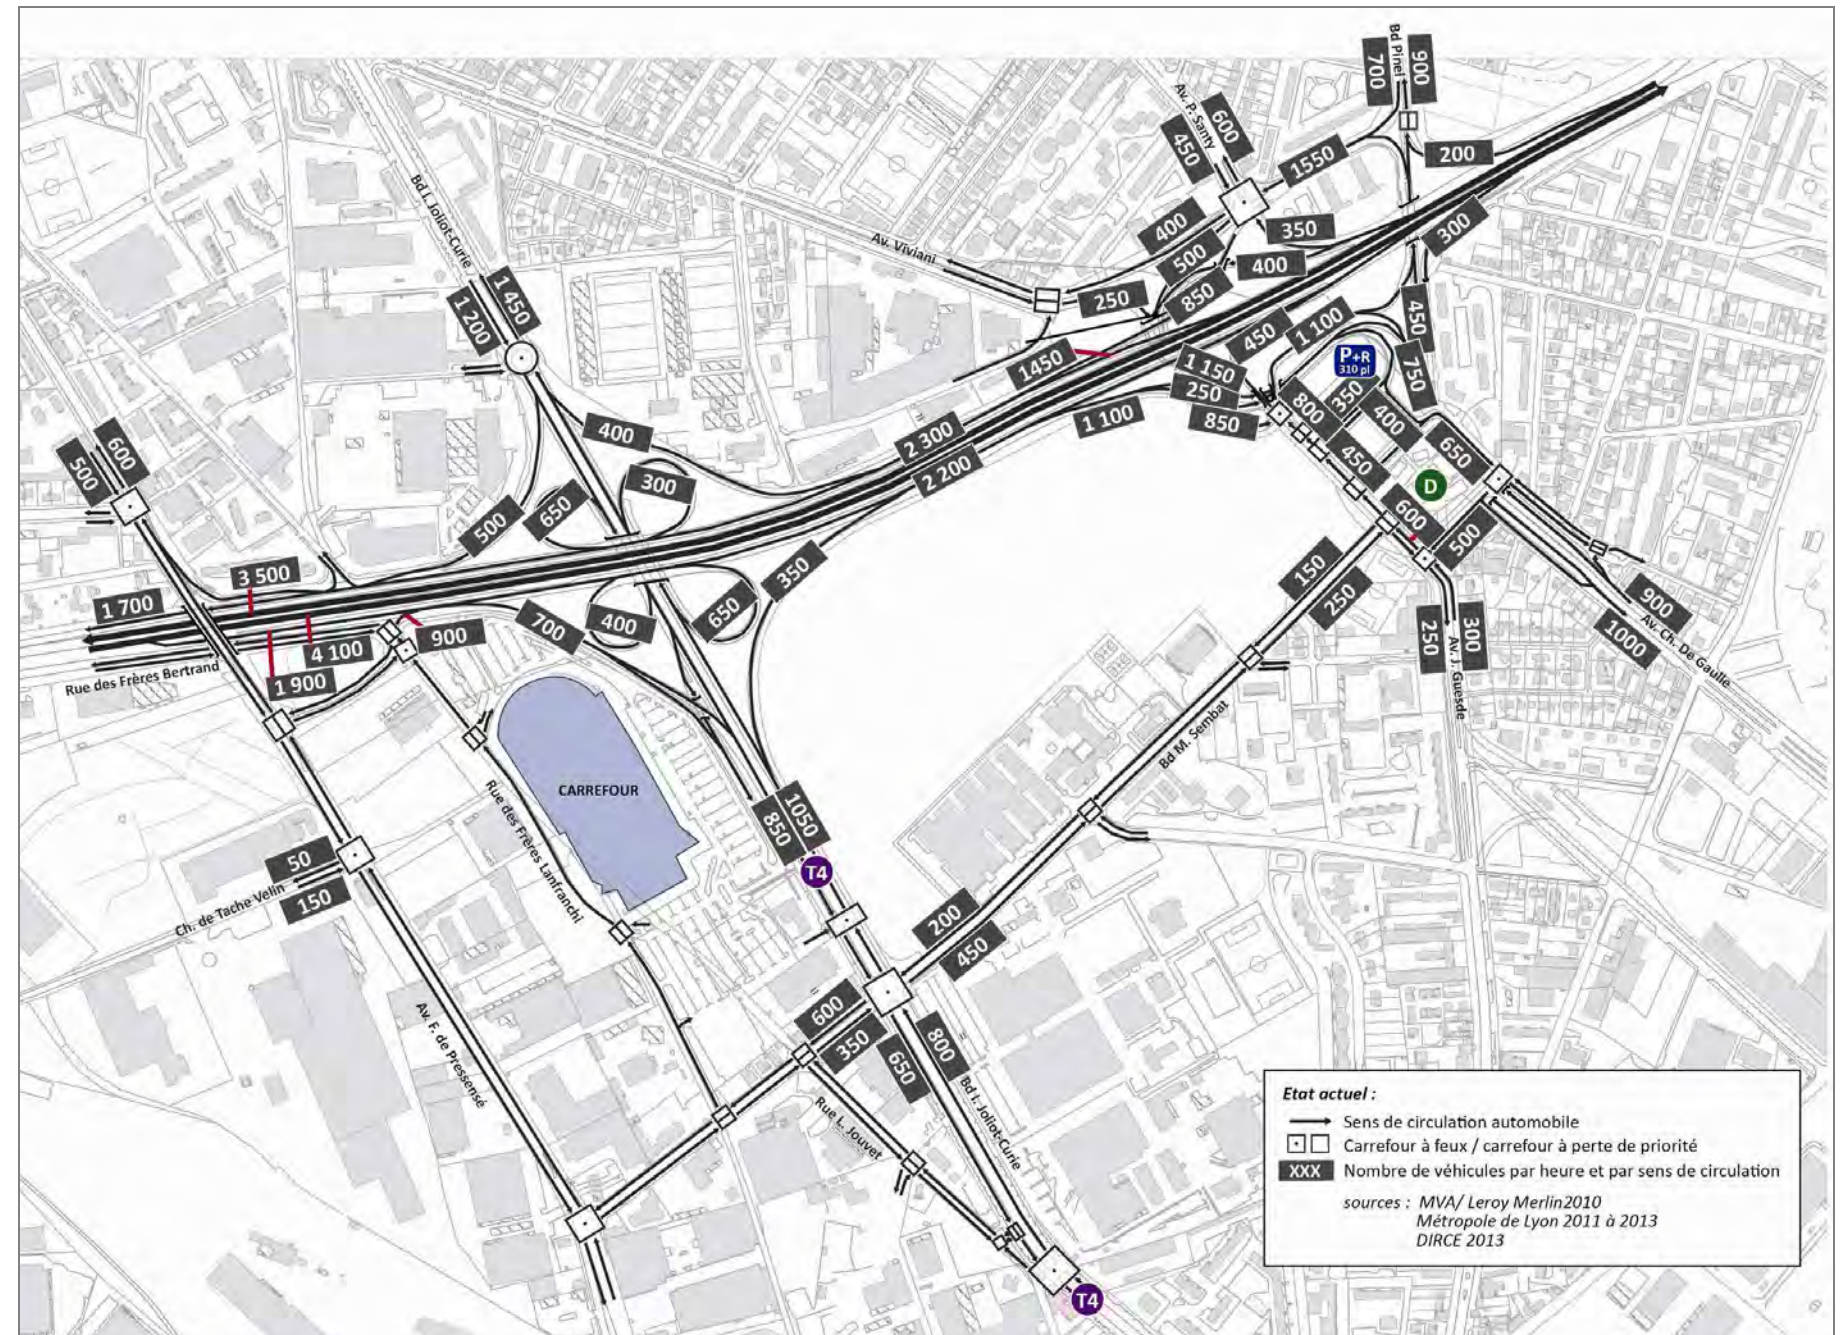 Bd Pinel
700
900
Av. P. Santy
600
450
1550
200
400
350
300
500
400
Av. Viviani
250
850
Bd I. Joliot-Curie
1 450
1 200
450
1 100
450
1450
1 150
P+R
310 pl
750
250
350
800
400
850
1 100
400
2 300
2 200
650
450
600
500
300
650
500
D
600
500
3 500
350
150
250
1 700
700
400
650
900
4 100
1 900
Rue des Frères Bertrand
900
1000
Av. Ch. De Gaulle
250
300
Av. J. Guesde
Bd M. Sembat
CARREFOUR
Rue des Frères Lanfranchi
1050
850
T4
50
150
Ch. de Tache Velin
200
450
Av. F. de Pressensé
600
350
650
800
Bd I. Joliot-Curie
Rue L. Jouvet
T4
Etat actuel :
Sens de circulation automobile
Carrefour à feux / carrefour à perte de priorité
XXX Nombre de véhicules par heure et par sens de circulation
sources : MVA/ Leroy Merlin2010
Métropole de Lyon 2011 à 2013
DIRCE 2013